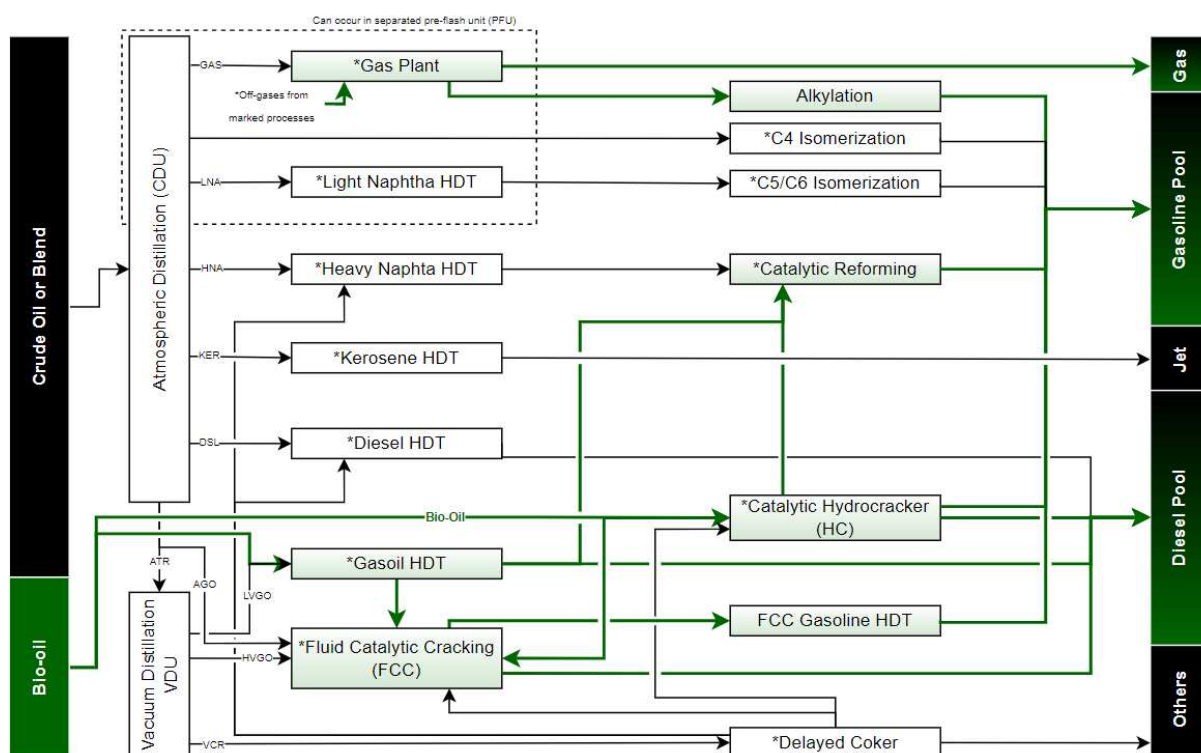 Can occur in separated pre-flash unit (PFU)
Crude Oil or Blend
Bio-oil
Atmospheric Distillation (CDU)
Vacuum Distillation
VDU
GAS
*Gas Plant
*Off-gases from
marked processes
Alkylation
*C4 Isomerization
LNA
*Light Naphtha HDT
*C5/C6 Isomerization
HNA
*Heavy Naphta HDT
*Catalytic Reforming
KER
*Kerosene HDT
DSL
*Diesel HDT
Bio-Oil
*Catalytic Hydrocracker
(HC)
ATR
AGO
LVGO
*Gasoil HDT
HVGO
*Fluid Catalytic Cracking
(FCC)
FCC Gasoline HDT
VCR
*Delayed Coker
Gas
Gasoline Pool
Jet
Diesel Pool
Others